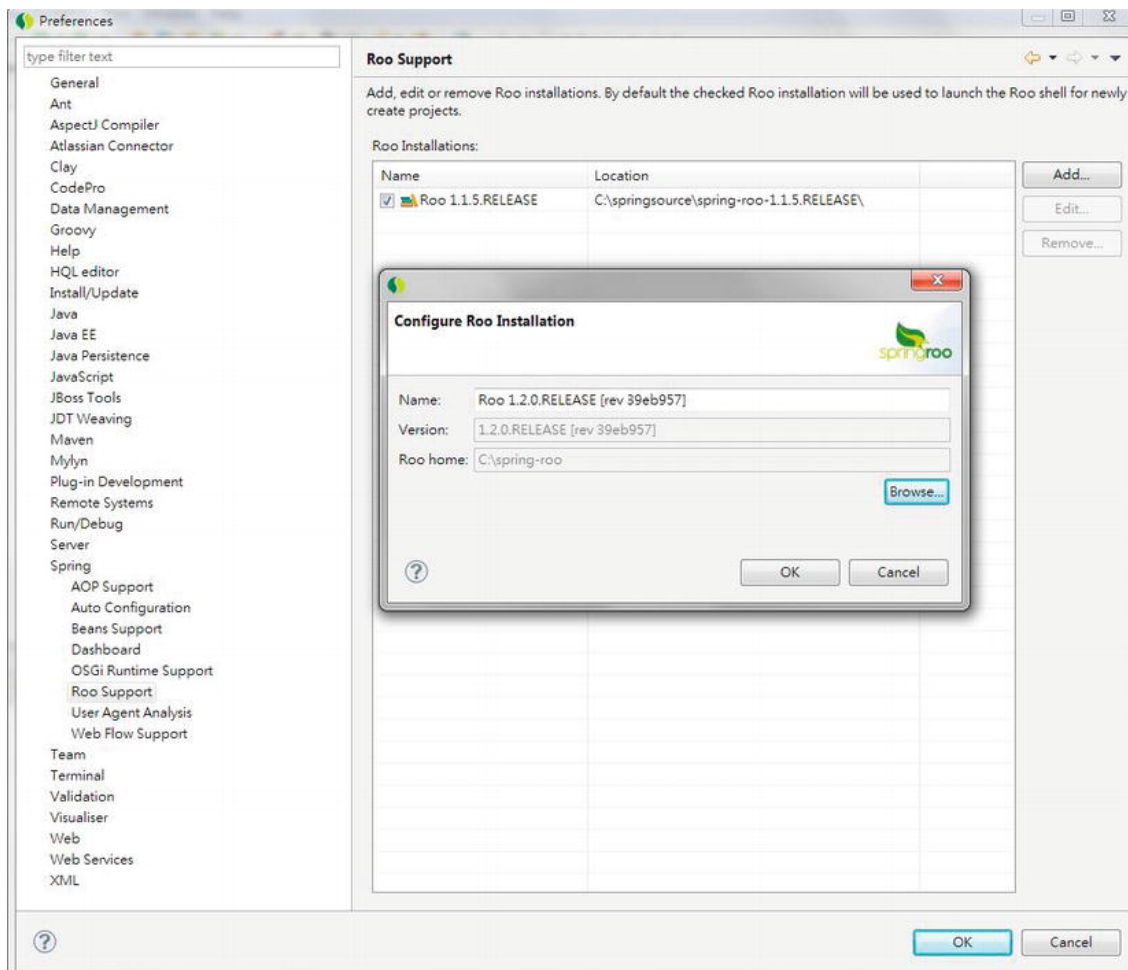 Preferences
type filter text
General
Ant
AspectJ Compiler
Atlassian Connector
Clay
CodePro
Data Management
Groovy
Help
HQL editor
Install/Update
Java
Java EE
Java Persistence
JavaScript
JBoss Tools
JDT Weaving
Maven
Mylyn
Plug-in Development
Remote Systems
Run/Debug
Server
Spring
AOP Support
Auto Configuration
Beans Support
Dashboard
OSGi Runtime Support
Roo Support
User Agent Analysis
Web Flow Support
Team
Terminal
Validation
Visualiser
Web
Web Services
XML
Roo Support
Add, edit or remove Roo installations. By default the checked Roo installation will be used to launch the Roo shell for newly
create projects.
Roo Installations:
Name Location
Roo 1.1.5.RELEASE C:\springsource\spring-roo-1.1.5.RELEASE\
Add...
Edit...
Remove...
Configure Roo Installation
springroo
Name: Roo 1.2.0.RELEASE [rev 39eb957]
Version: 1.2.0.RELEASE [rev 39eb957]
Roo home: C:\spring-roo
Browse...
OK Cancel
OK Cancel